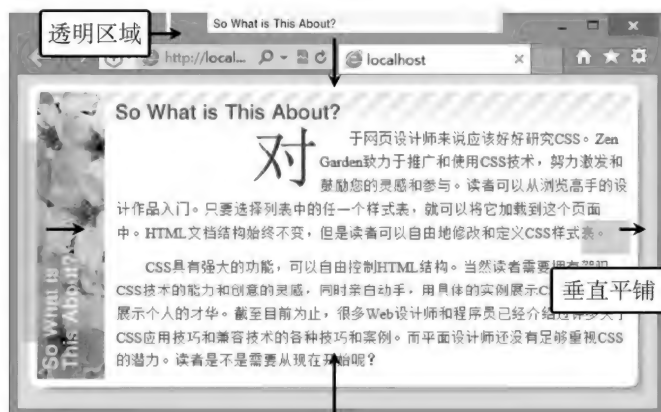 So What is This About?
透明区域
http://local...
localhost
So What is This About?
对
于网页设计师来说应该好好研究CSS。Zen
Garden致力于推广和使用CSS技术，努力激发和
鼓励您的灵感和参与。读者可以从浏览高手的设
计作品入门。只要选择列表中的任一个样式表，就可以将它加载到这个页面
中。HTML文档结构始终不变，但是读者可以自由地修改和定义CSS样式表。
CSS具有强大的功能，可以自由控制HTML结构。当然读者需要拥有驾驭
CSS技术的能力和创意的灵感，同时亲自动手，用具体的实例展示C
展示个人的才华。截至目前为止，很多Web设计师和程序员已经介绍过许多关于
CSS应用技巧和兼容技术的各种技巧和案例。而平面设计师还没有足够重视CSS
的潜力。读者是不是需要从现在开始呢？
垂直平铺
So What is
This About?